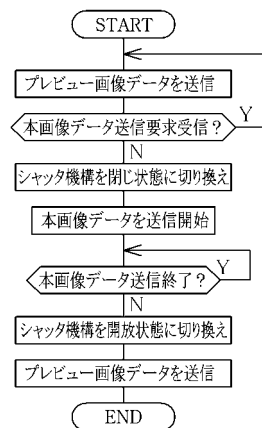 START
プレビュー画像データを送信
本画像データ送信要求受信？
Y
N
シャッタ機構を閉じ状態に切り換え
本画像データを送信開始
本画像データ送信終了？
Y
N
シャッタ機構を開放状態に切り換え
プレビュー画像データを送信
END